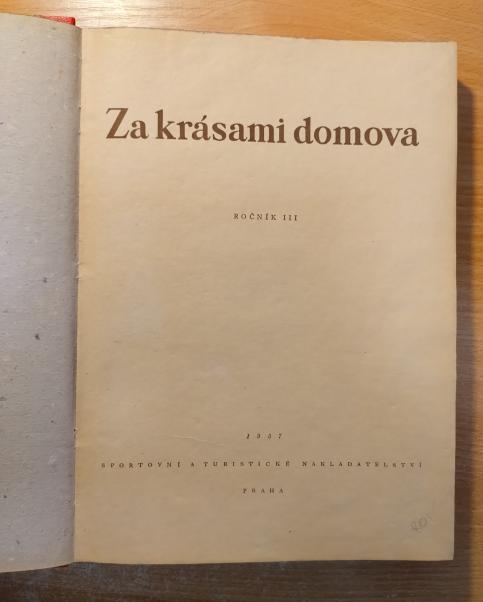 Za krásami domova
ROČNÍK III
1957
SPORTOVNÍ A TURISTICKÉ NAKLADATELSTVÍ
PRAHA